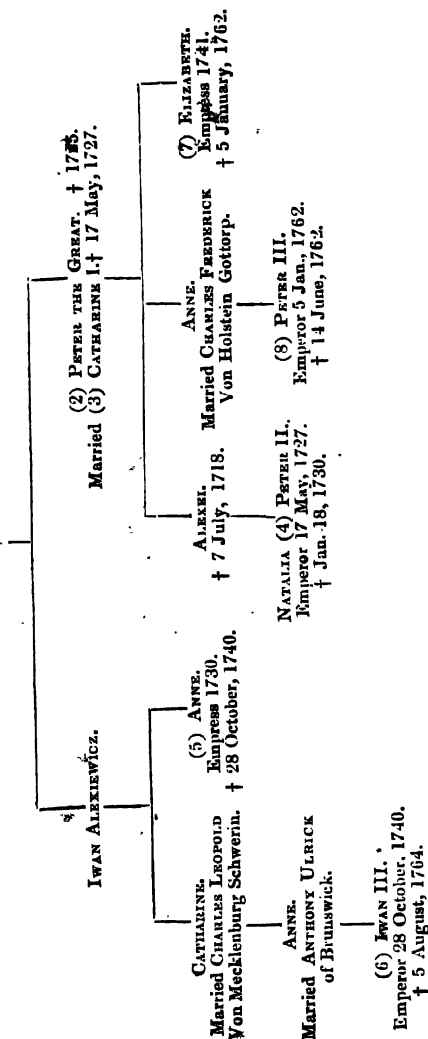 (2) PETER THE GREAT. † 1725.
Married (3) CATHARINE I. † 17 May, 1727.
IWAN ALEXIEWICZ.
CATHARINE.
Married CHARLES LEOPOLD
Von Mecklenburg Schwerin.
(5) ANNE.
Empress 1730.
† 28 October, 1740.
ALEXEI.
† 7 July, 1718.
ANNE.
Married CHARLES FREDERICK
Von Holstein Gottorp.
(7) ELIZABETH.
Empress 1741.
† 5 January, 1762.
ANNE.
Married ANTHONY ULRICK
of Brunswick.
NATALIA (4) PETER II.
Emperor 17 May, 1727.
† Jan. 18, 1730.
(8) PETER III.
Emperor 5 Jan., 1762.
† 14 June, 1762.
(6) IWAN III.
Emperor 28 October, 1740.
† 5 August, 1764.